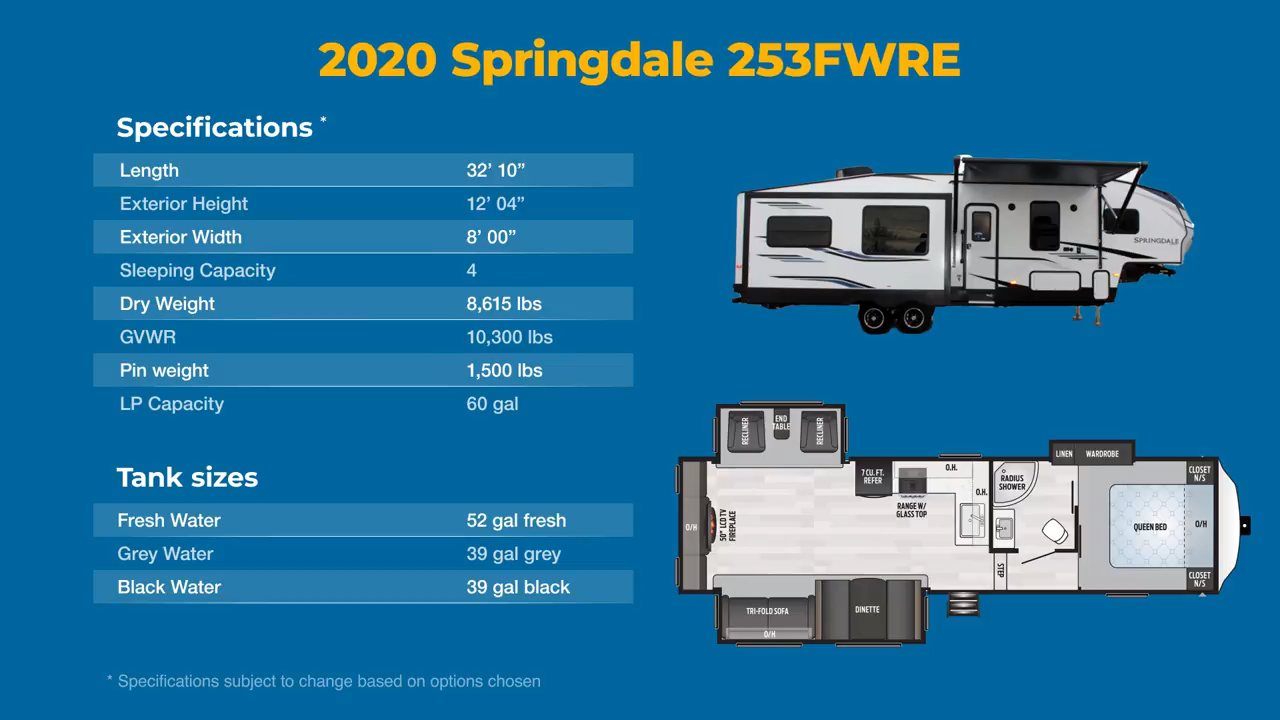 2020 Springdale 253FWRE
Specifications *
Length 32’ 10”
Exterior Height 12’ 04”
Exterior Width 8’ 00”
Sleeping Capacity 4
Dry Weight 8,615 lbs
GVWR 10,300 lbs
Pin weight 1,500 lbs
LP Capacity 60 gal
Tank sizes
Fresh Water 52 gal fresh
Grey Water 39 gal grey
Black Water 39 gal black
* Specifications subject to change based on options chosen
SPRINGDALE
RECLINER
END
TABLE
RECLINER
O/H
50" LCD TV
FIREPLACE
7 CU. FT.
REFER
RANGE W/
GLASS TOP
O.H.
O.H.
RADIUS
SHOWER
LINEN
WARDROBE
CLOSET
N/S
QUEEN BED
O/H
CLOSET
N/S
STEP
TRI-FOLD SOFA
O/H
DINETTE